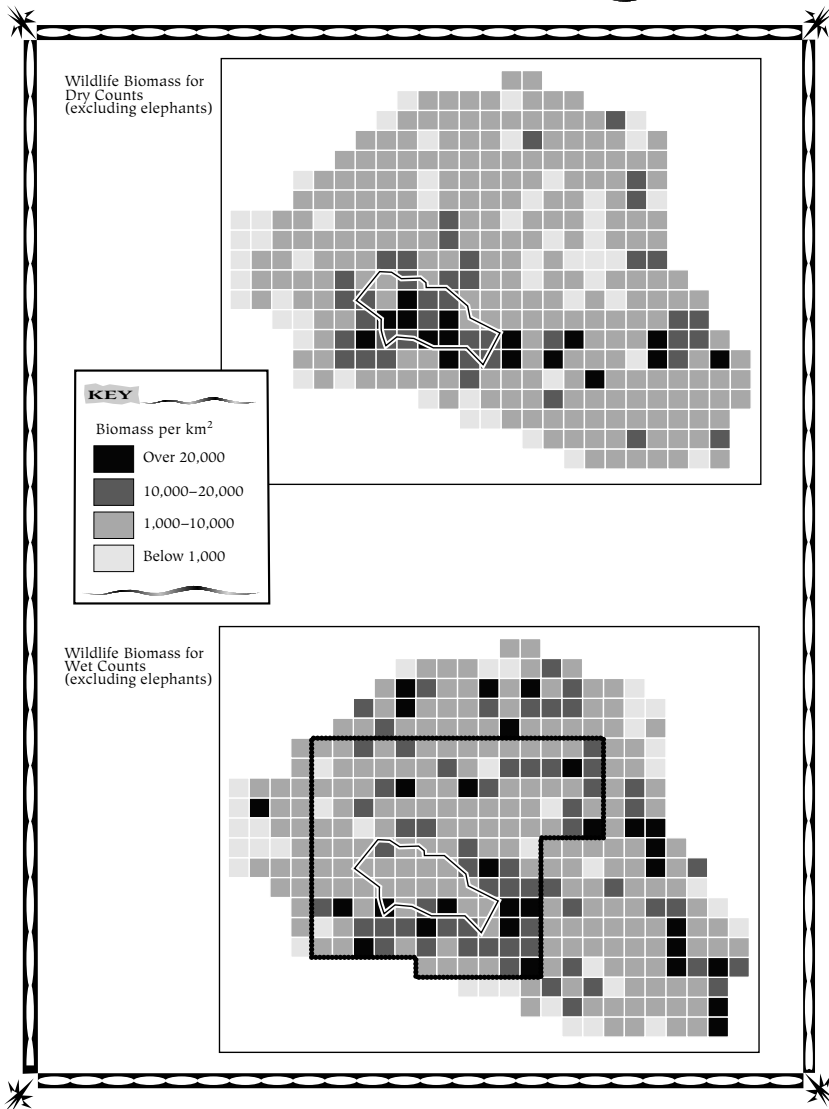 Wildlife Biomass for
Dry Counts
(excluding elephants)
KEY
Biomass per km²
Over 20,000
10,000–20,000
1,000–10,000
Below 1,000
Wildlife Biomass for
Wet Counts
(excluding elephants)